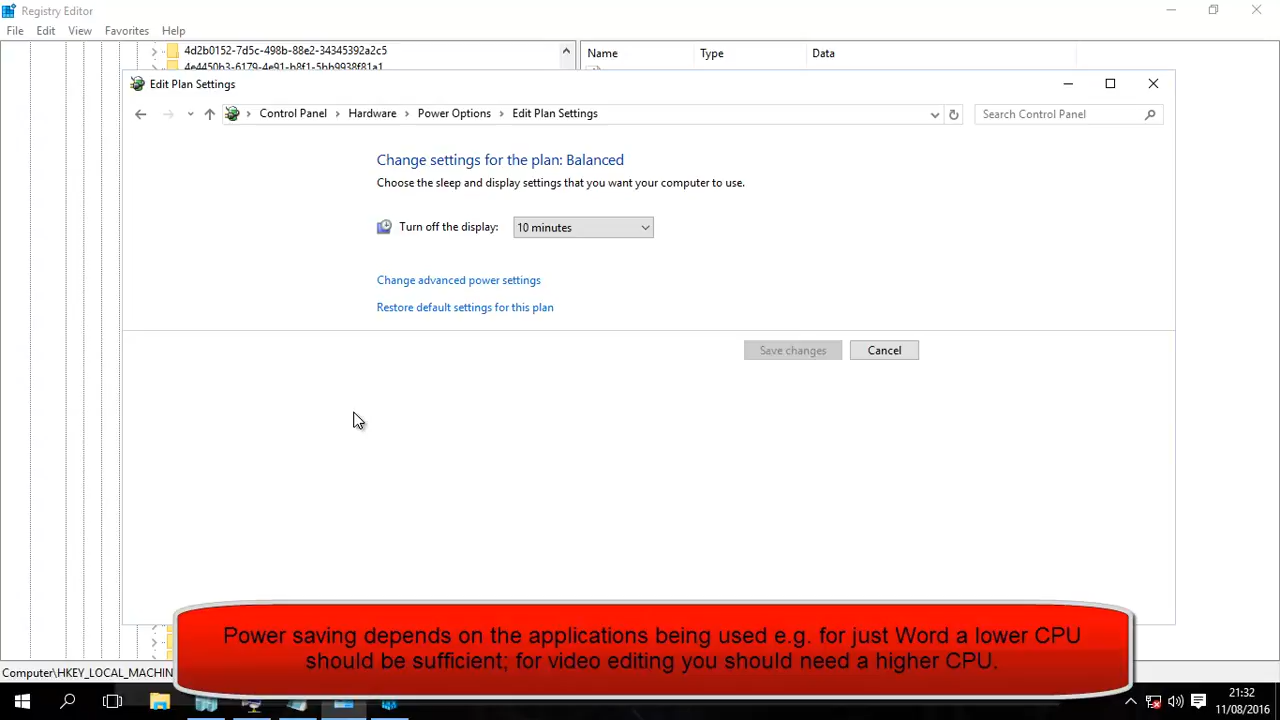 Registry Editor
File Edit View Favorites Help
4d2b0152-7d5c-498b-88e2-34345392a2c5
Name Type Data
Edit Plan Settings
Control Panel Hardware Power Options Edit Plan Settings
Search Control Panel
Change settings for the plan: Balanced
Choose the sleep and display settings that you want your computer to use.
Turn off the display: 10 minutes
Change advanced power settings
Restore default settings for this plan
Save changes Cancel
Power saving depends on the applications being used e.g. for just Word a lower CPU
should be sufficient; for video editing you should need a higher CPU.
Computer\HKEY_LOCAL_MACHIN
21:32
11/08/2016